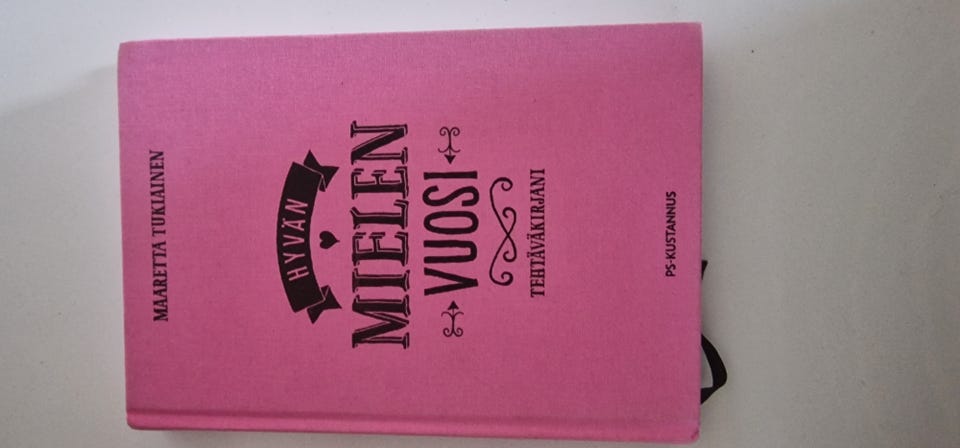 MAARETTA TUKIAINEN
HYVÄN
MIELEN
VUOSI
TEHTÄVÄKIRJANI
PS-KUSTANNUS